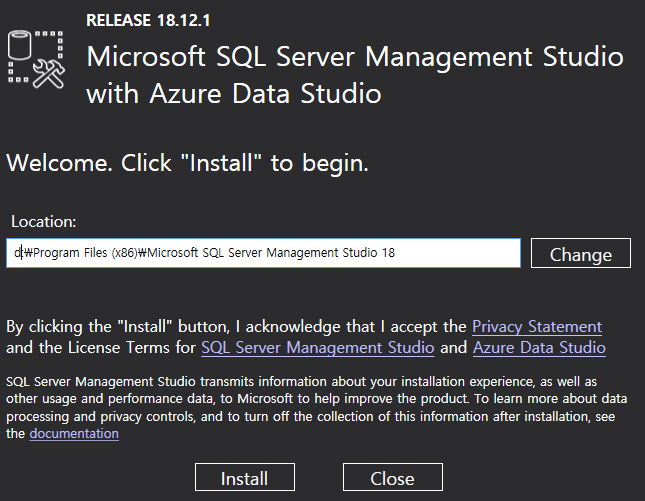 RELEASE 18.12.1
Microsoft SQL Server Management Studio
with Azure Data Studio
Welcome. Click "Install" to begin.
Location:
d:₩Program Files (x86)₩Microsoft SQL Server Management Studio 18
Change
By clicking the "Install" button, I acknowledge that I accept the Privacy Statement
and the License Terms for SQL Server Management Studio and Azure Data Studio
SQL Server Management Studio transmits information about your installation experience, as well as
other usage and performance data, to Microsoft to help improve the product. To learn more about data
processing and privacy controls, and to turn off the collection of this information after installation, see
the documentation
Install
Close